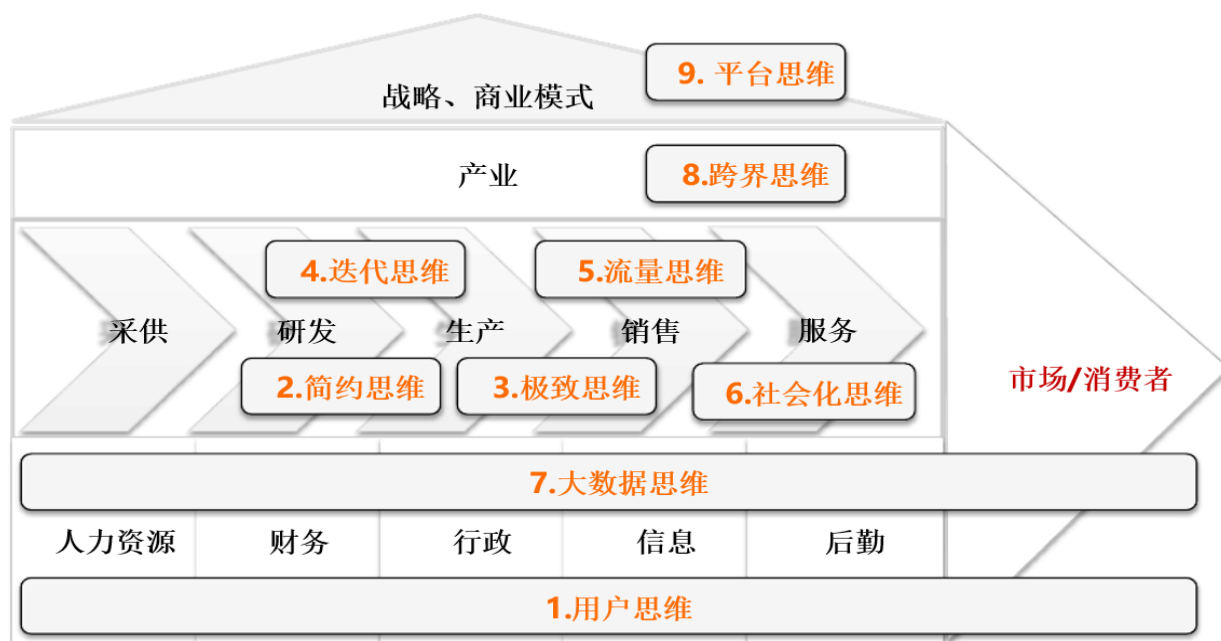 9. 平台思维
战略、商业模式
产业
8.跨界思维
4.迭代思维
5.流量思维
采供
研发
生产
销售
服务
2.简约思维
3.极致思维
6.社会化思维
市场/消费者
7.大数据思维
人力资源
财务
行政
信息
后勤
1.用户思维